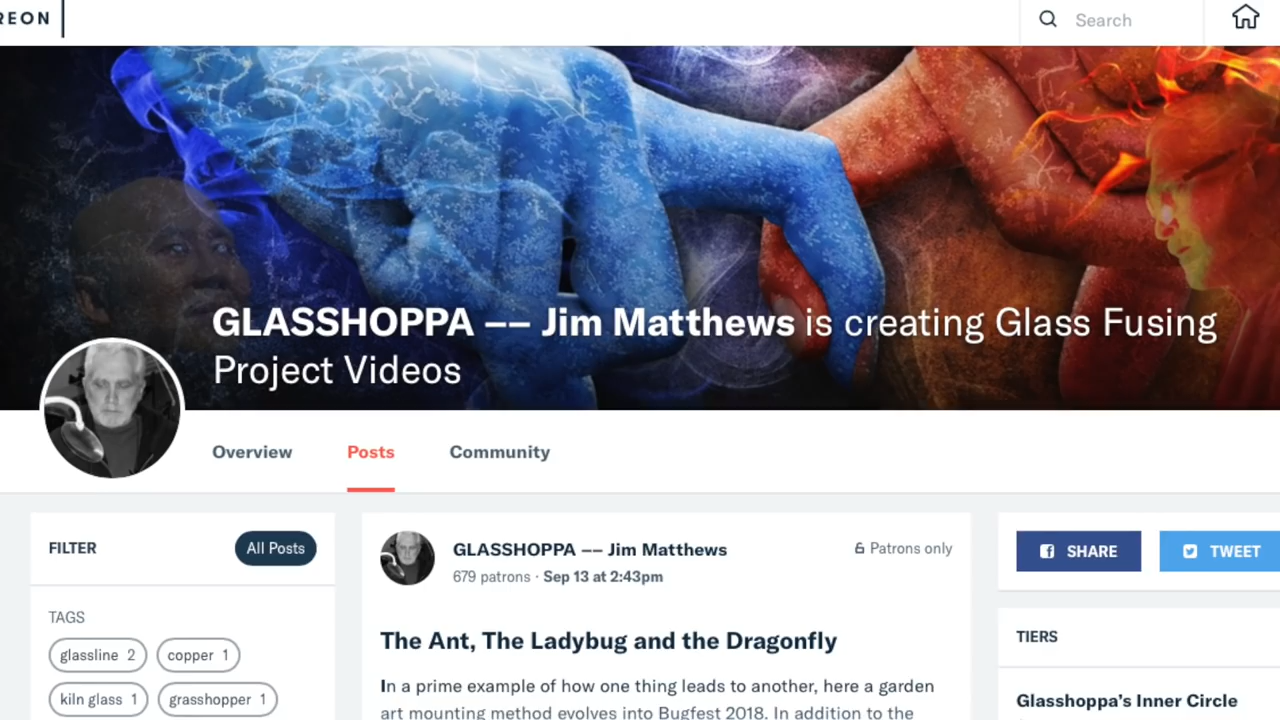 REON
Search
GLASSHOPPA –– Jim Matthews is creating Glass Fusing
Project Videos
Overview
Posts
Community
FILTER
All Posts
TAGS
glassline 2
copper 1
kiln glass 1
grasshopper 1
GLASSHOPPA –– Jim Matthews
679 patrons · Sep 13 at 2:43pm
Patrons only
The Ant, The Ladybug and the Dragonfly
In a prime example of how one thing leads to another, here a garden
art mounting method evolves into Bugfest 2018. In addition to the
SHARE
TWEET
TIERS
Glasshoppa's Inner Circle